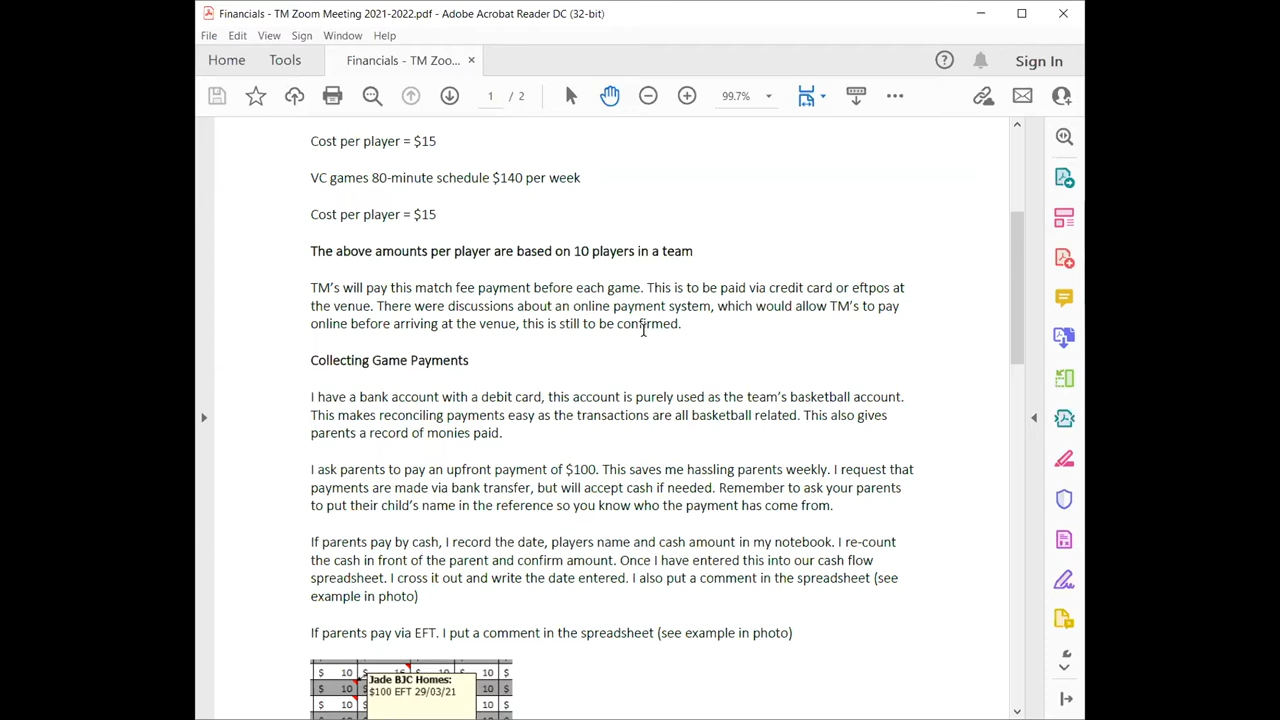 Financials - TM Zoom Meeting 2021-2022.pdf - Adobe Acrobat Reader DC (32-bit)
File Edit View Sign Window Help
Home Tools Financials - TM Zoo... × Sign In
1 / 2 99.7%
Cost per player = $15
VC games 80-minute schedule $140 per week
Cost per player = $15
The above amounts per player are based on 10 players in a team
TM's will pay this match fee payment before each game. This is to be paid via credit card or eftpos at
the venue. There were discussions about an online payment system, which would allow TM's to pay
online before arriving at the venue, this is still to be confirmed.
Collecting Game Payments
I have a bank account with a debit card, this account is purely used as the team's basketball account.
This makes reconciling payments easy as the transactions are all basketball related. This also gives
parents a record of monies paid.
I ask parents to pay an upfront payment of $100. This saves me hassling parents weekly. I request that
payments are made via bank transfer, but will accept cash if needed. Remember to ask your parents
to put their child's name in the reference so you know who the payment has come from.
If parents pay by cash, I record the date, players name and cash amount in my notebook. I re-count
the cash in front of the parent and confirm amount. Once I have entered this into our cash flow
spreadsheet. I cross it out and write the date entered. I also put a comment in the spreadsheet (see
example in photo)
If parents pay via EFT. I put a comment in the spreadsheet (see example in photo)
$ 10 $ 10 $
$ 10 Jade BJC Homes: 10 $
$ 10 $100 EFT 29/03/21 10 $
$ 10 10 $